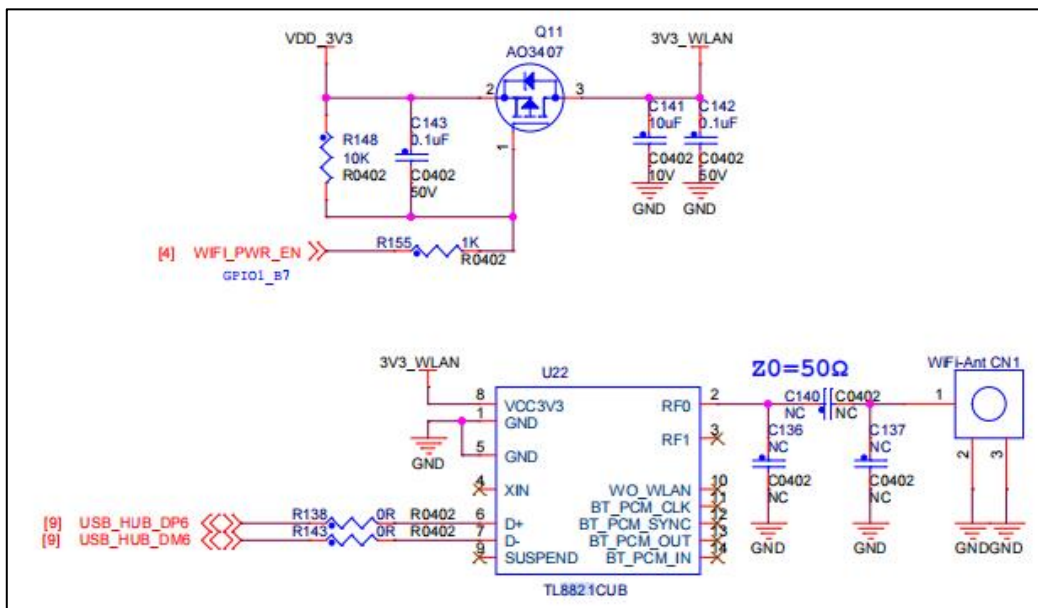 Q11
VDD_3V3
AO3407
3V3_WLAN
2
3
1
R148
10K
R0402
C143
0.1uF
C0402
50V
C141
10uF
C0402
10V
GND
C142
0.1uF
C0402
50V
GND
[4] WIFI_PWR_EN
GPIO1_B7
R155 1K
R0402
3V3_WLAN
U22
Z0=50Ω
WiFi-Ant CN1
8 VCC3V3
1 GND
5 GND
GND
4 XIN
6 D+
7 D-
9 SUSPEND
RF0 2
RF1 3
WO_WLAN 10
BT_PCM_CLK 11
BT_PCM_SYNC 12
BT_PCM_OUT 13
BT_PCM_IN 14
TL8821CUB
[9] USB_HUB_DP6
R138 0R R0402
[9] USB_HUB_DM6
R143 0R R0402
C140 C0402
NC NC
C136
NC
C0402
NC
GND
C137
NC
C0402
NC
GND
1
2 3
GND GND